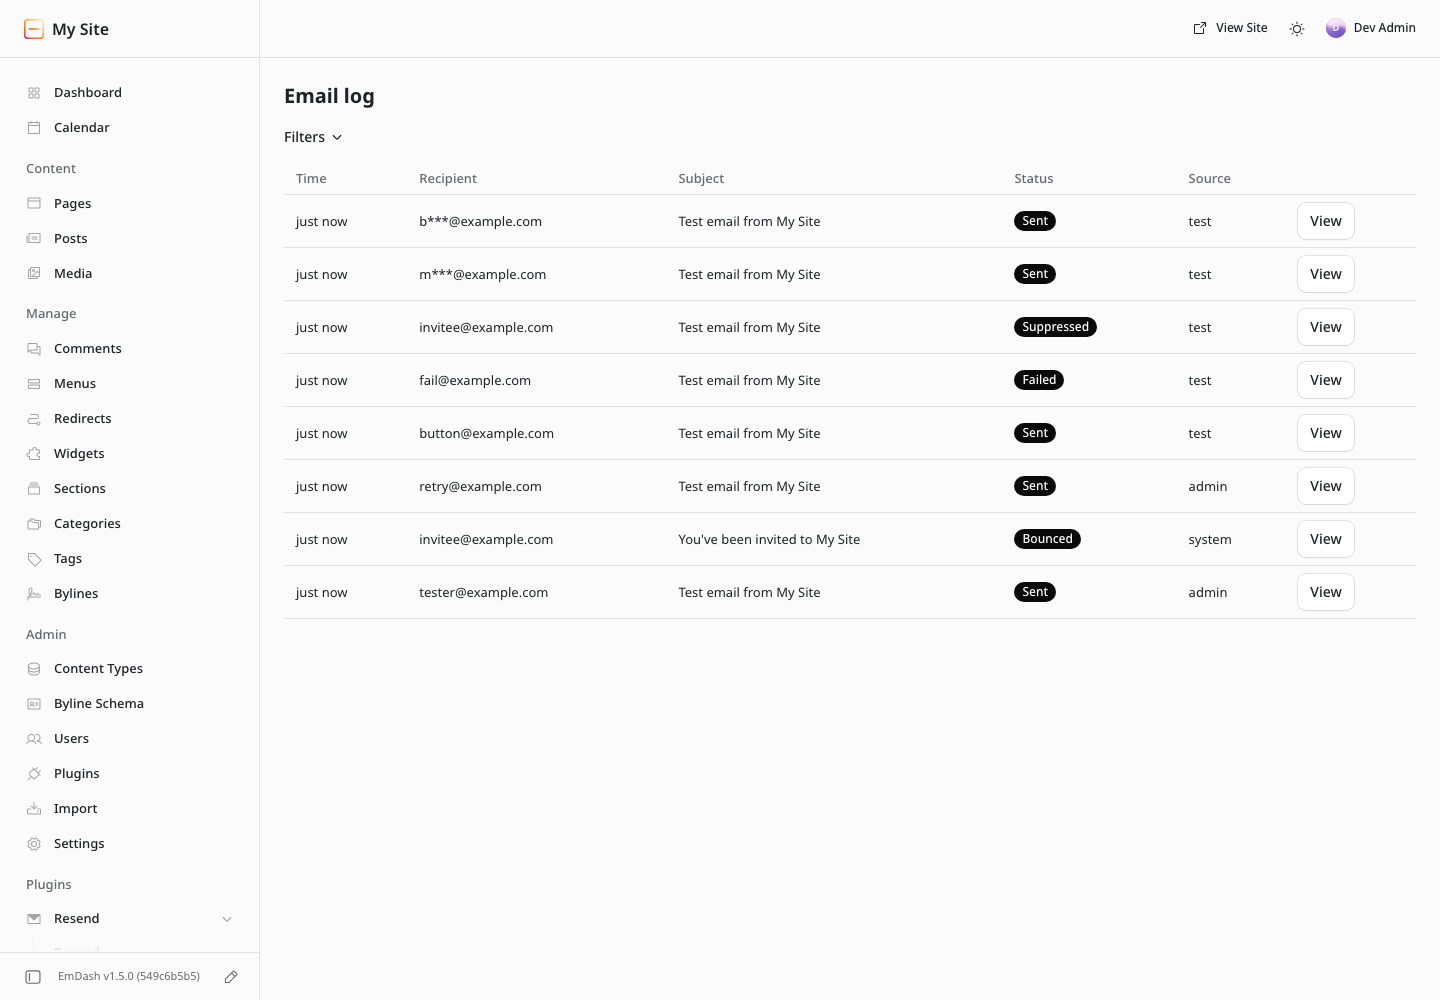 My Site
View Site
D
Dev Admin
Dashboard
Calendar
Content
Pages
Posts
Media
Manage
Comments
Menus
Redirects
Widgets
Sections
Categories
Tags
Bylines
Admin
Content Types
Byline Schema
Users
Plugins
Import
Settings
Plugins
Resend
EmDash v1.5.0 (549c6b5b5)
Email log
Filters
Time Recipient Subject Status Source
just now b***@example.com Test email from My Site Sent test View
just now m***@example.com Test email from My Site Sent test View
just now invitee@example.com Test email from My Site Suppressed test View
just now fail@example.com Test email from My Site Failed test View
just now button@example.com Test email from My Site Sent test View
just now retry@example.com Test email from My Site Sent admin View
just now invitee@example.com You've been invited to My Site Bounced system View
just now tester@example.com Test email from My Site Sent admin View